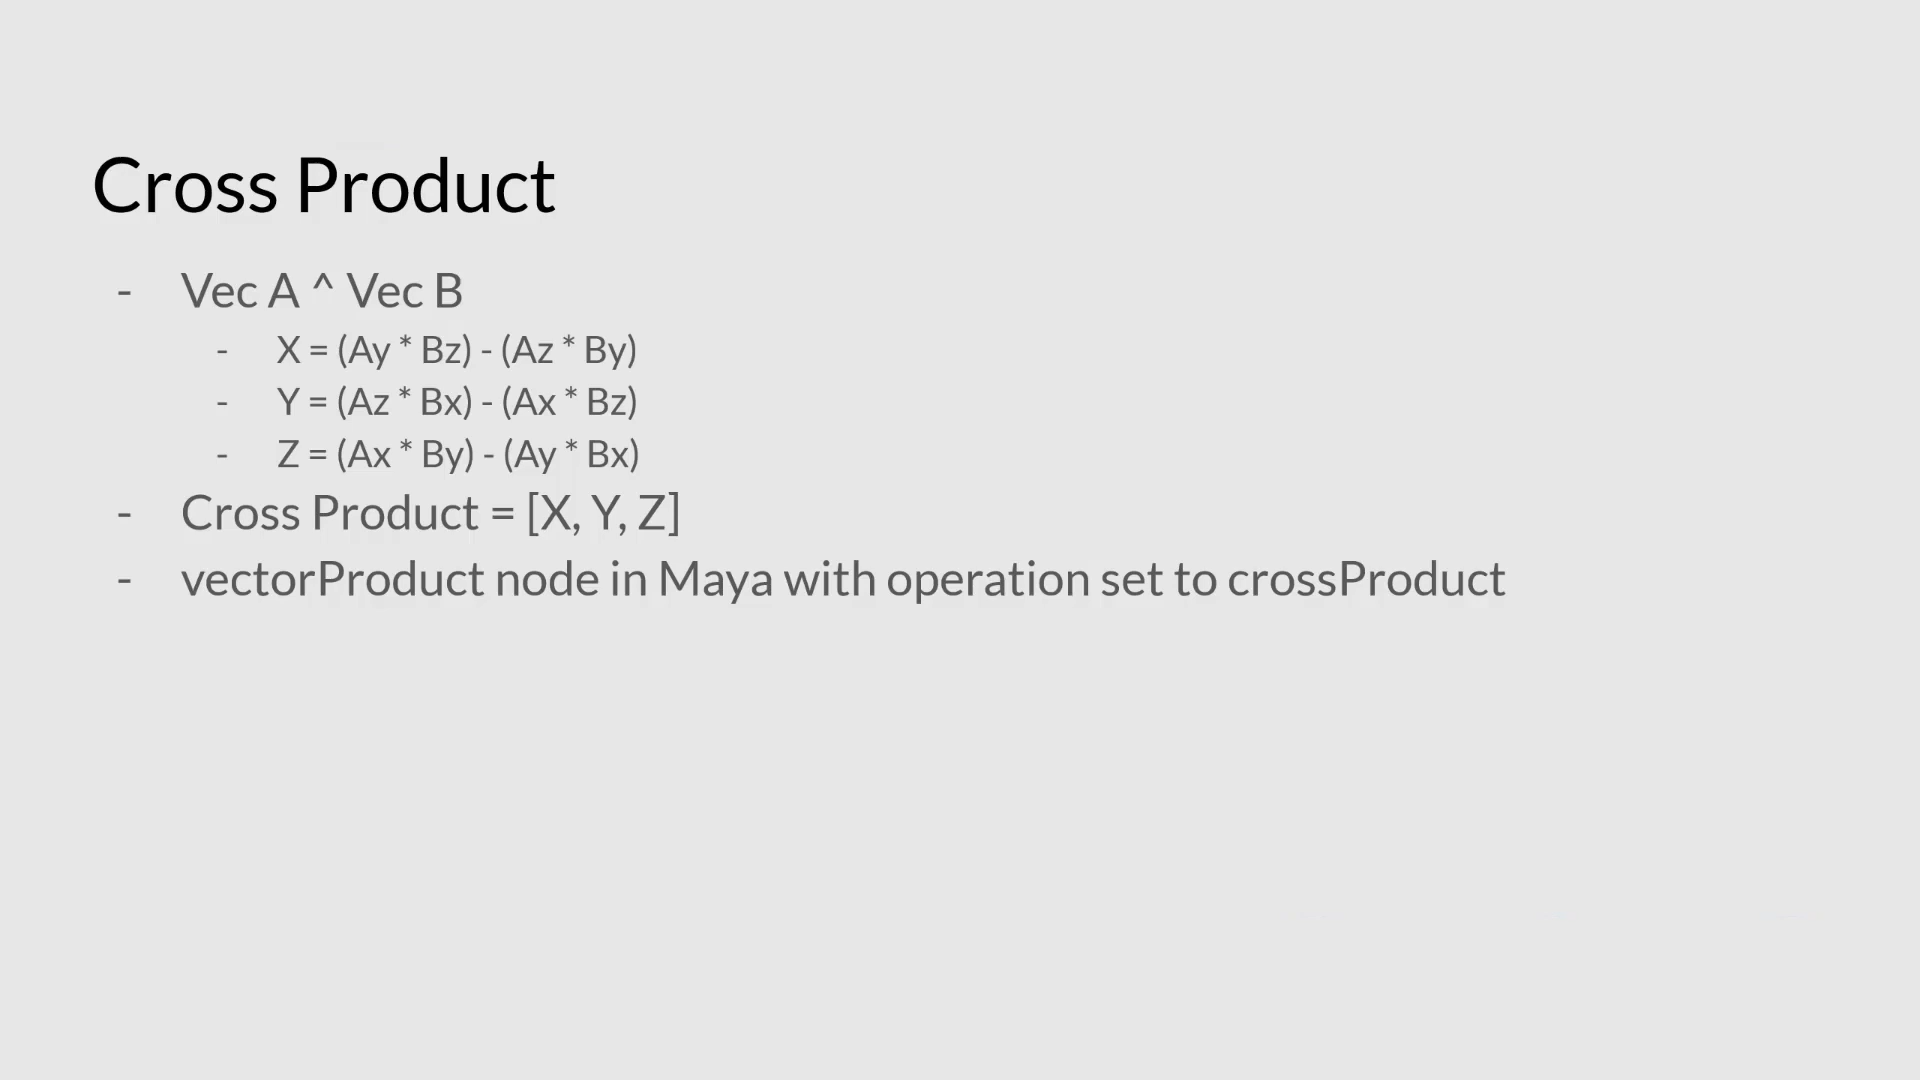 Cross Product
- Vec A ^ Vec B
- X = (Ay * Bz) - (Az * By)
- Y = (Az * Bx) - (Ax * Bz)
- Z = (Ax * By) - (Ay * Bx)
- Cross Product = [X, Y, Z]
- vectorProduct node in Maya with operation set to crossProduct